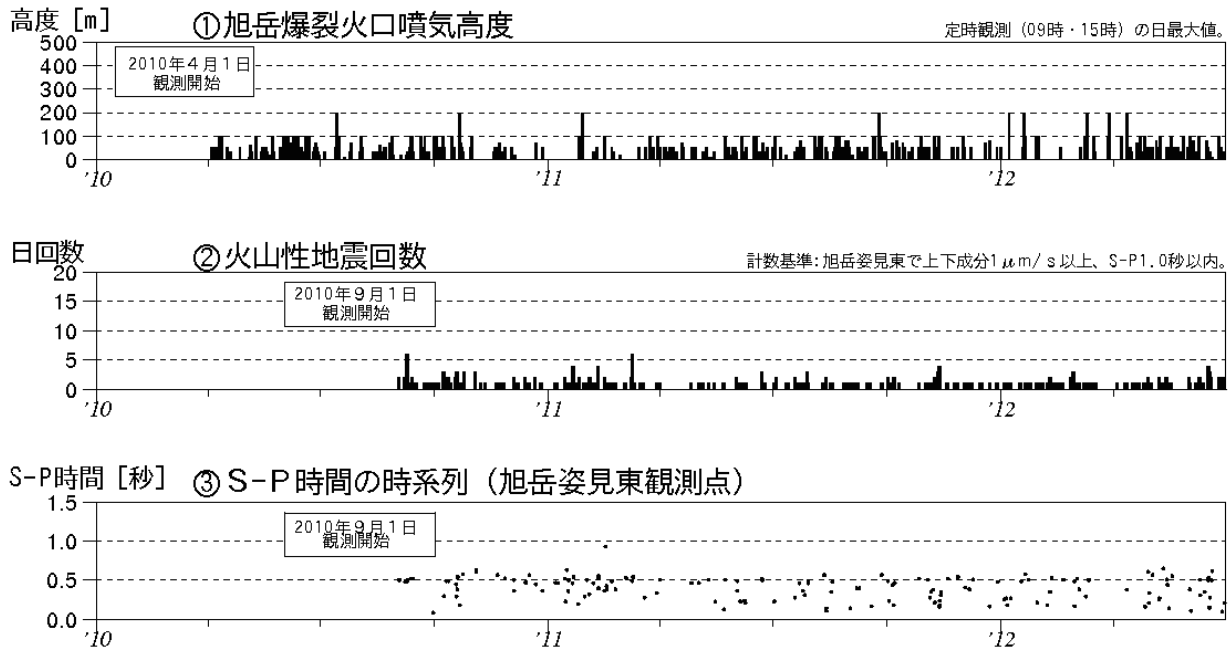 高度 [m]
①旭岳爆裂火口噴気高度
定時観測（09時・15時）の日最大値。
500
400
300
200
100
0
2010年4月1日
観測開始
'10
'11
'12
日回数
②火山性地震回数
計数基準:旭岳姿見東で上下成分1μm/s以上、S-P1.0秒以内。
20
15
10
5
0
2010年9月1日
観測開始
'10
'11
'12
S-P時間 [秒]
③S-P時間の時系列（旭岳姿見東観測点）
1.5
1.0
0.5
0.0
2010年9月1日
観測開始
'10
'11
'12